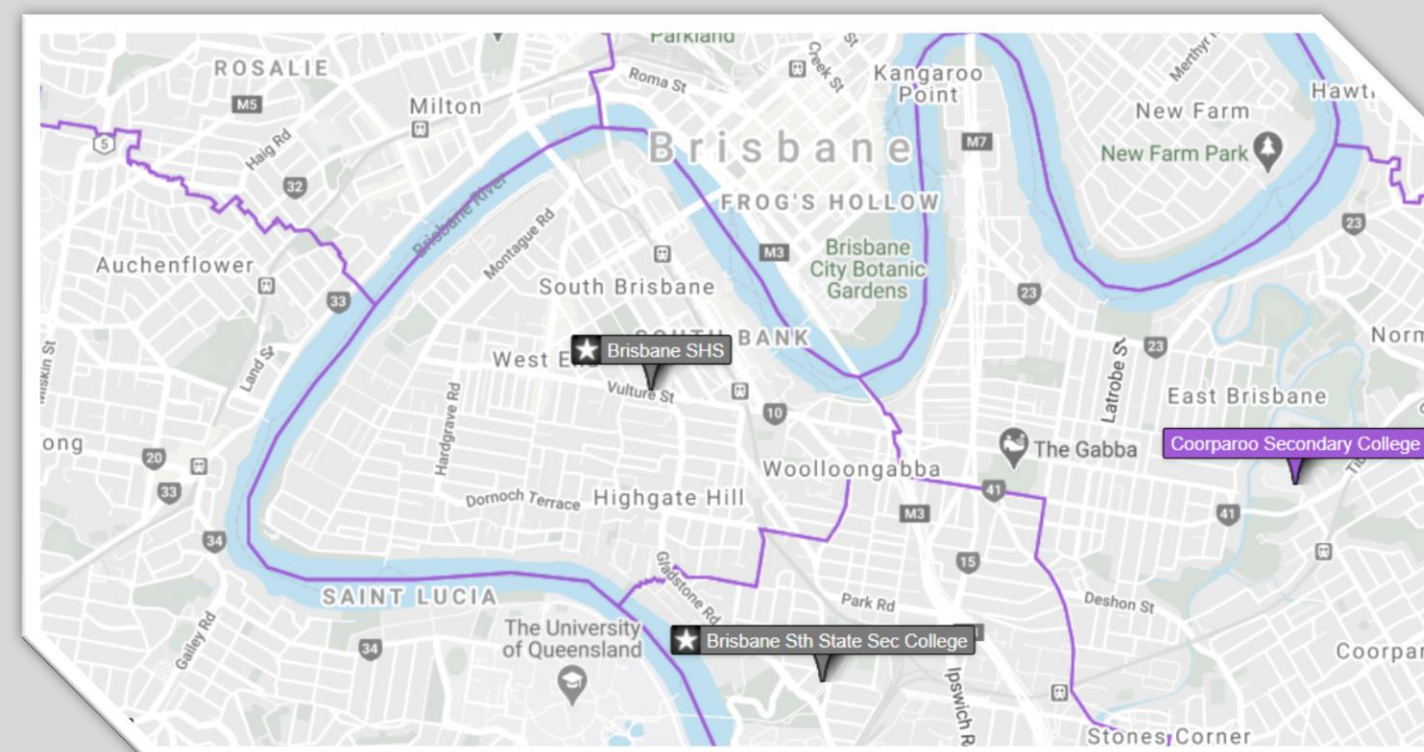 Parkland
ROSALIE
Roma St
Creek St
Kangaroo
Point
M5
Milton
Merthyr
New Farm
5
Haig Rd
Brisbane
M7
New Farm Park
32
Brisbane River
FROG'S HOLLOW
23
Montague Rd
Auchenflower
M3
Brisbane
City Botanic
Gardens
South Brisbane
33
23
SOUTH BANK
23
Brisbane SHS
West End
Land St
Vulture St
Latrobe St
East Brisbane
Hardgrave Rd
10
ong
20
The Gabba
Coorparoo Secondary College
Woolloongabba
33
41
Dornoch Terrace
Highgate Hill
M3
41
34
15
Gladstone Rd
SAINT LUCIA
Park Rd
Deshon St
Gailey Rd
The University
of Queensland
34
Brisbane Sth State Sec College
Coorpar
Ipswich R
Stones Corner